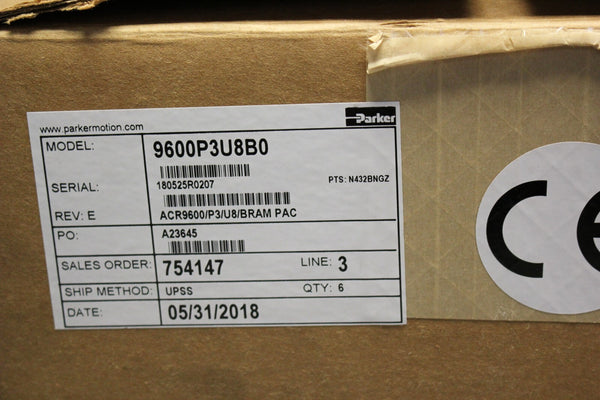 www.parkermotion.com
Parker
MODEL: 9600P3U8B0
SERIAL: 180525R0207 PTS: N432BNGZ
REV: E ACR9600/P3/U8/BRAM PAC
PO: A23645
SALES ORDER: 754147 LINE: 3
SHIP METHOD: UPSS QTY: 6
DATE: 05/31/2018
CE